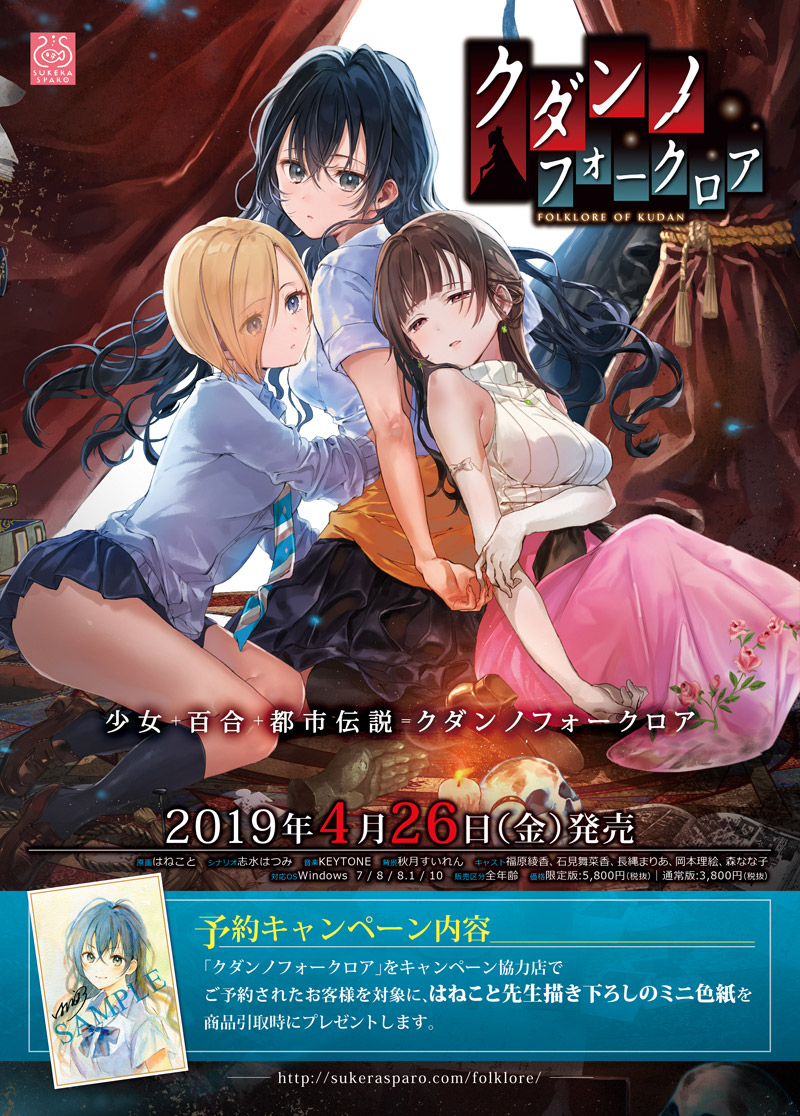 SUKERA
SPARO
クダンノ
フォークロア
FOLKLORE OF KUDAN
少女+百合+都市伝説=クダンノフォークロア
2019年4月26日(金)発売
原画 はねこと シナリオ 志水はつみ 音楽 KEYTONE 背景 秋月すいれん キャスト 福原綾香、石見舞菜香、長縄まりあ、岡本理絵、森なな子
対応OS Windows 7 / 8 / 8.1 / 10 販売区分 全年齢 価格 限定版:5,800円(税抜) | 通常版:3,800円(税抜)
予約キャンペーン内容
「クダンノフォークロア」をキャンペーン協力店で
ご予約されたお客様を対象に、はねこと先生描き下ろしのミニ色紙を
商品引取時にプレゼントします。
SAMPLE
http://sukerasparo.com/folklore/